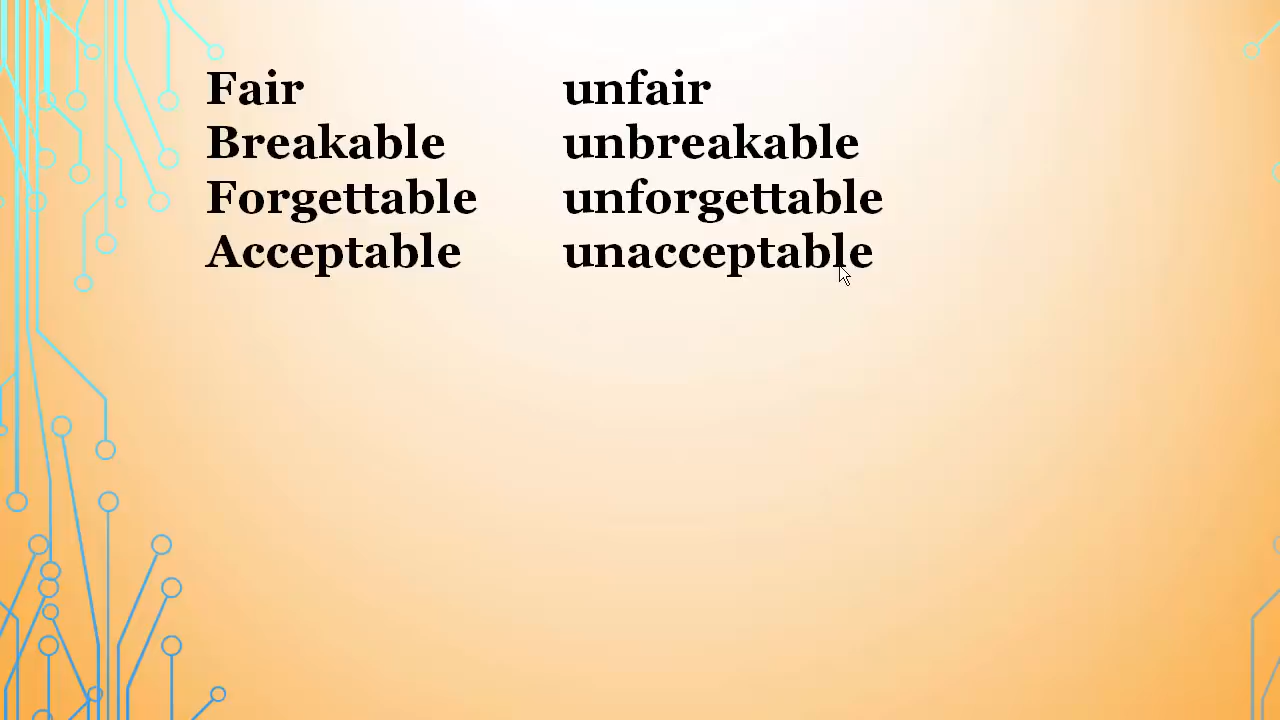 Fair unfair
Breakable unbreakable
Forgettable unforgettable
Acceptable unacceptable